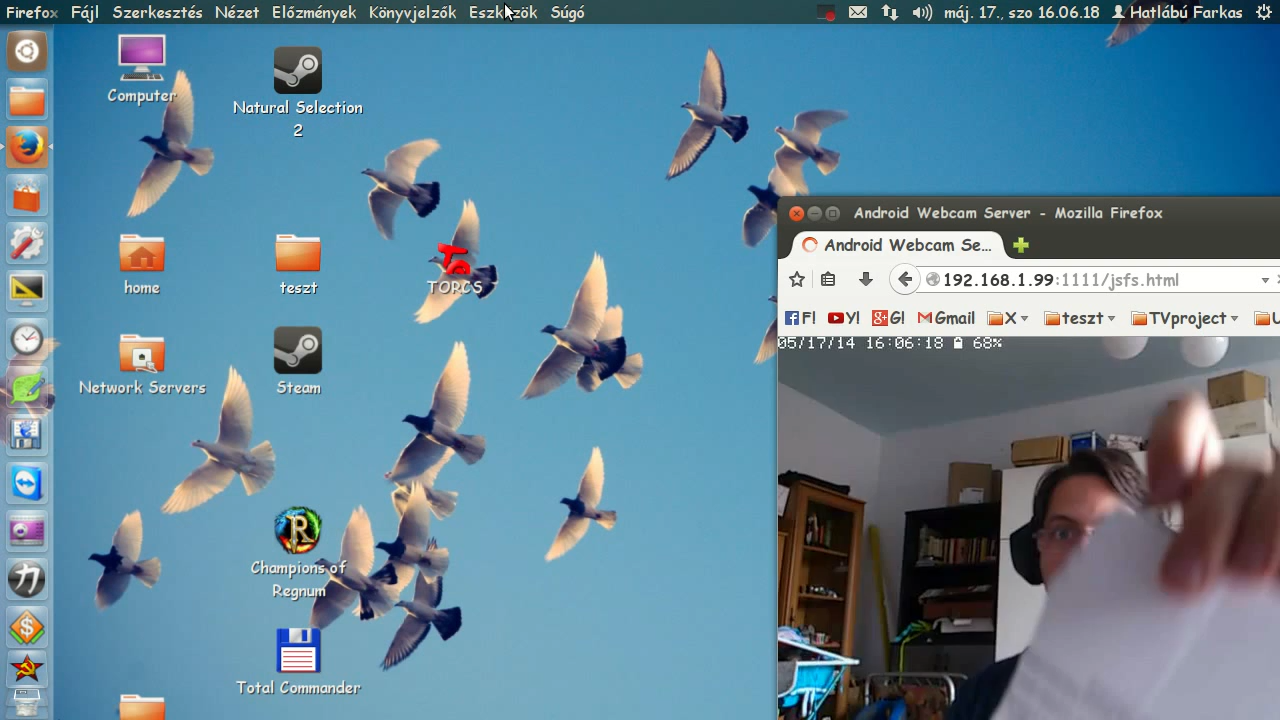 Firefox Fájl Szerkesztés Nézet Előzmények Könyvjelzők Eszközök Súgó máj. 17., szo 16.06.18 Hatlábú Farkas
Computer
Natural Selection
2
home
teszt
TORCS
Network Servers
Steam
Champions of
Regnum
Total Commander
Android Webcam Server - Mozilla Firefox
Android Webcam Se...
192.168.1.99:1111/jsfs.html
F! Y! G! Gmail X teszt TVproject U
05/17/14 16:06:18 68%